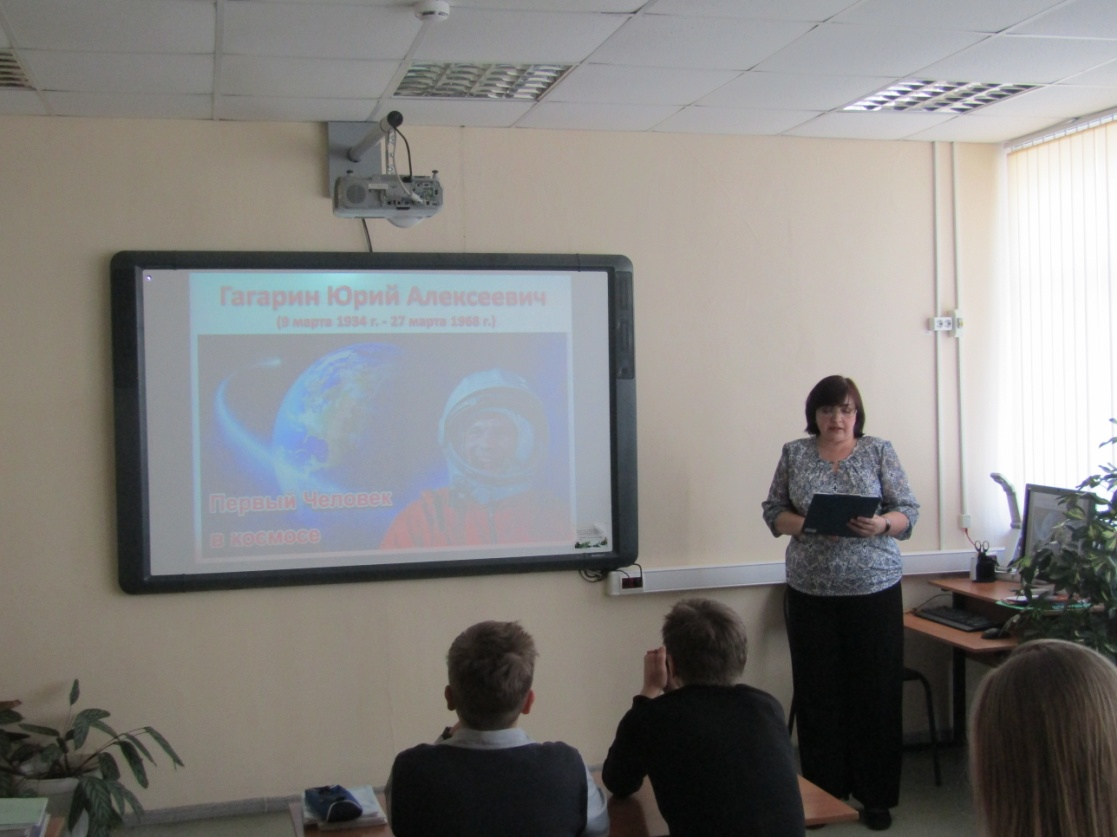 Гагарин Юрий Алексеевич
(9 марта 1934 г. - 27 марта 1968 г.)
Первый Человек
в космосе